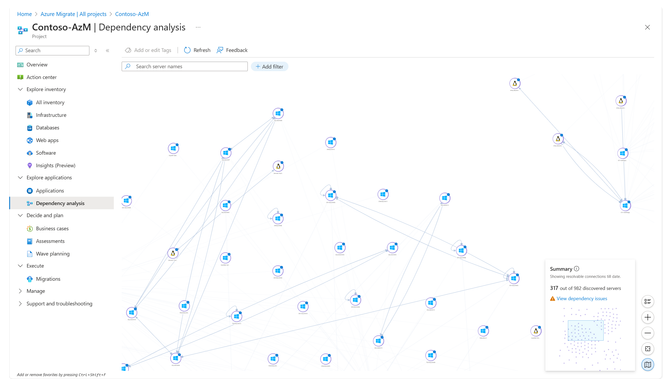 Home > Azure Migrate | All projects > Contoso-AzM
Contoso-AzM | Dependency analysis ...
Project
Search
Add or edit Tags
Refresh
Feedback
Search server names
Add filter
Overview
Action center
Explore inventory
All inventory
Infrastructure
Databases
Web apps
Software
Insights (Preview)
Explore applications
Applications
Dependency analysis
Decide and plan
Business cases
Assessments
Wave planning
Execute
Migrations
Manage
Support and troubleshooting
Add or remove favorites by pressing Ctrl+Shift+F
Summary
Showing resolvable connections till date.
317 out of 982 discovered servers
View dependency issues